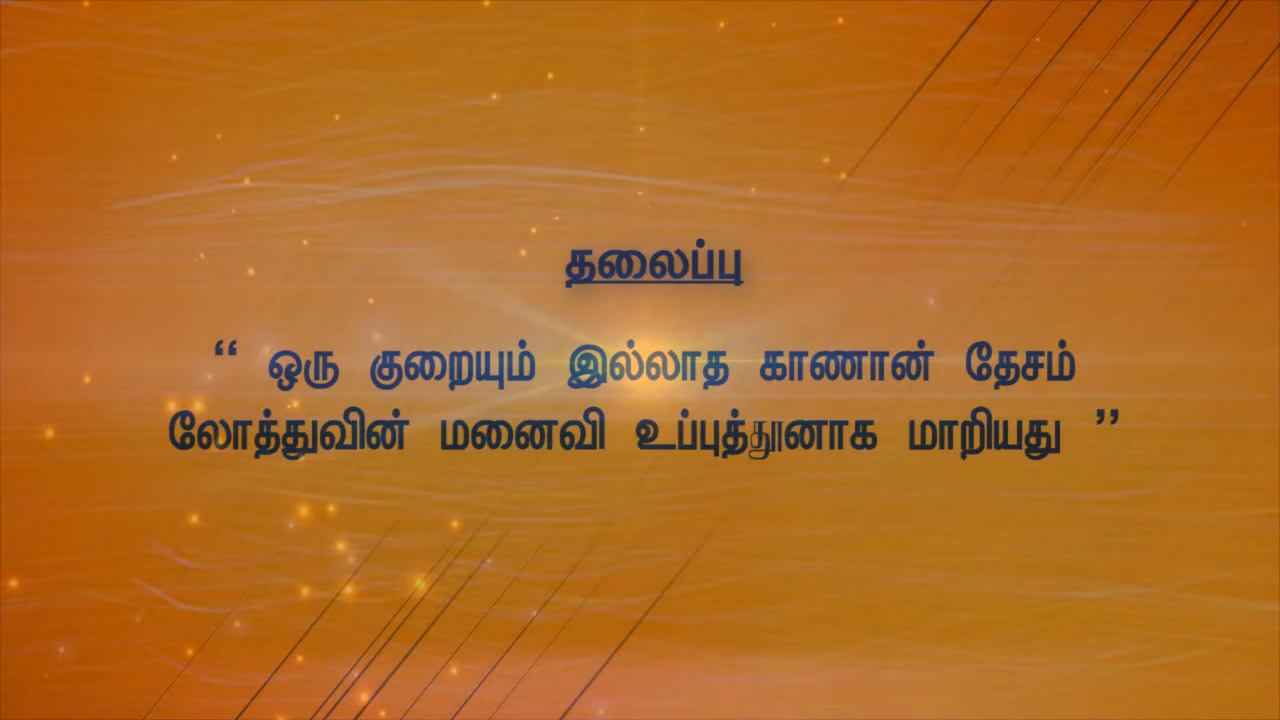 தலைப்பு
“ ஒரு குறையும் இல்லாத காணான் தேசம்
லோத்துவின் மனைவி உப்புத்தூனாக மாறியது ”